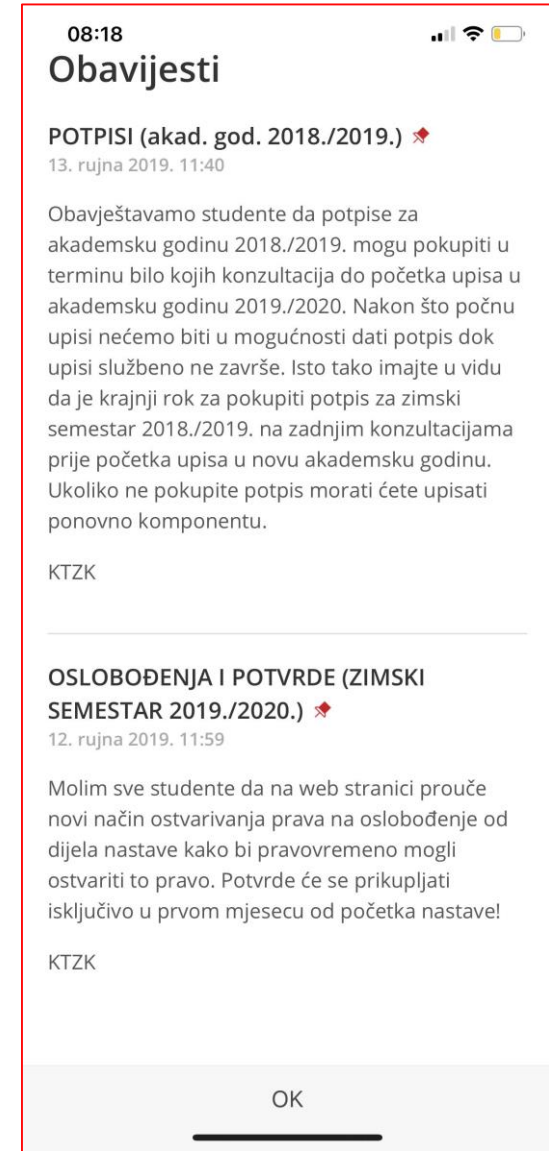 08:18
Obavijesti
POTPISI (akad. god. 2018./2019.)
13. rujna 2019. 11:40
Obavještavamo studente da potpise za
akademsku godinu 2018./2019. mogu pokupiti u
terminu bilo kojih konzultacija do početka upisa u
akademsku godinu 2019./2020. Nakon što počnu
upisi nećemo biti u mogućnosti dati potpis dok
upisi službeno ne završe. Isto tako imajte u vidu
da je krajnji rok za pokupiti potpis za zimski
semestar 2018./2019. na zadnjim konzultacijama
prije početka upisa u novu akademsku godinu.
Ukoliko ne pokupite potpis morati ćete upisati
ponovno komponentu.
KTZK
OSLOBOĐENJA I POTVRDE (ZIMSKI
SEMESTAR 2019./2020.)
12. rujna 2019. 11:59
Molim sve studente da na web stranici prouče
novi način ostvarivanja prava na oslobođenje od
dijela nastave kako bi pravovremeno mogli
ostvariti to pravo. Potvrde će se prikupljati
isključivo u prvom mjesecu od početka nastave!
KTZK
OK